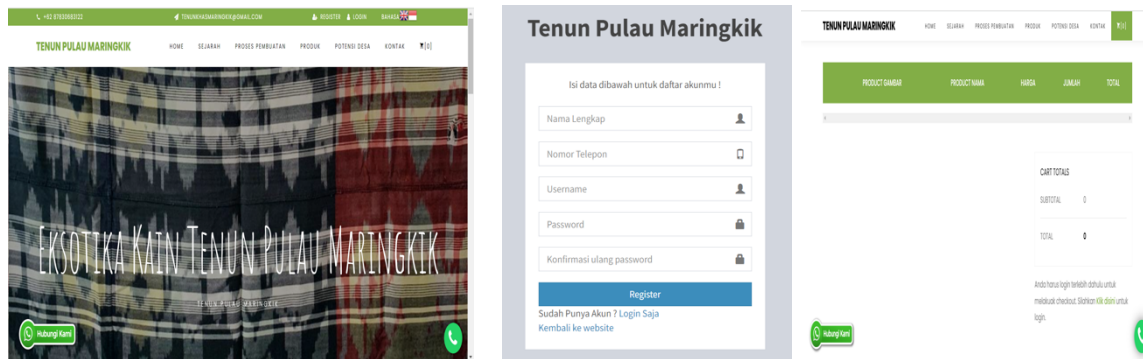 +62 87830663122
TENUNKHASMARINGKIK@GMAIL.COM
REGISTER
LOGIN
BAHASA
TENUN PULAU MARINGKIK
HOME
SEJARAH
PROSES PEMBUATAN
PRODUK
POTENSI DESA
KONTAK
[0]
EKSOTIKA KAIN TENUN PULAU MARINGKIK
TENUN PULAU MARINGKIK
Hubungi Kami
Tenun Pulau Maringkik
Isi data dibawah untuk daftar akunmu !
Nama Lengkap
Nomor Telepon
Username
Password
Konfirmasi ulang password
Register
Sudah Punya Akun ? Login Saja
Kembali ke website
TENUN PULAU MARINGKIK
HOME
SEJARAH
PROSES PEMBUATAN
PRODUK
POTENSI DESA
KONTAK
[0]
PRODUCT GAMBAR
PRODUCT NAMA
HARGA
JUMLAH
TOTAL
CART TOTALS
SUBTOTAL 0
TOTAL 0
Anda harus login terlebih dahulu untuk
melakuak checkout. Silahkan Klik disini untuk
login.
Hubungi Kami